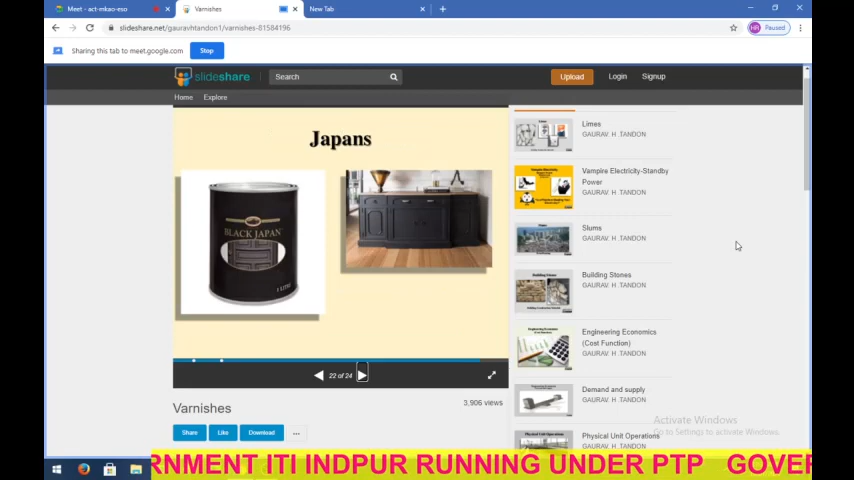 Meet - act-mkao-eso
Varnishes
New Tab
slideshare.net/gauravhtandon1/varnishes-81584196
HR Paused
Sharing this tab to meet.google.com Stop
slideshare
Search
Upload
Login
Signup
Home
Explore
Japans
BLACK JAPAN
1 LITRE
22 of 24
Varnishes
3,906 views
Share
Like
Download
Limes
GAURAV. H .TANDON
Vampire Electricity-Standby
Power
GAURAV. H .TANDON
Slums
GAURAV. H .TANDON
Building Stones
GAURAV. H .TANDON
Engineering Economics
(Cost Function)
GAURAV. H .TANDON
Demand and supply
GAURAV. H .TANDON
Physical Unit Operations
Activate Windows
Go to Settings to activate Windows.
RNMENT ITI INDPUR RUNNING UNDER PTP GOVER